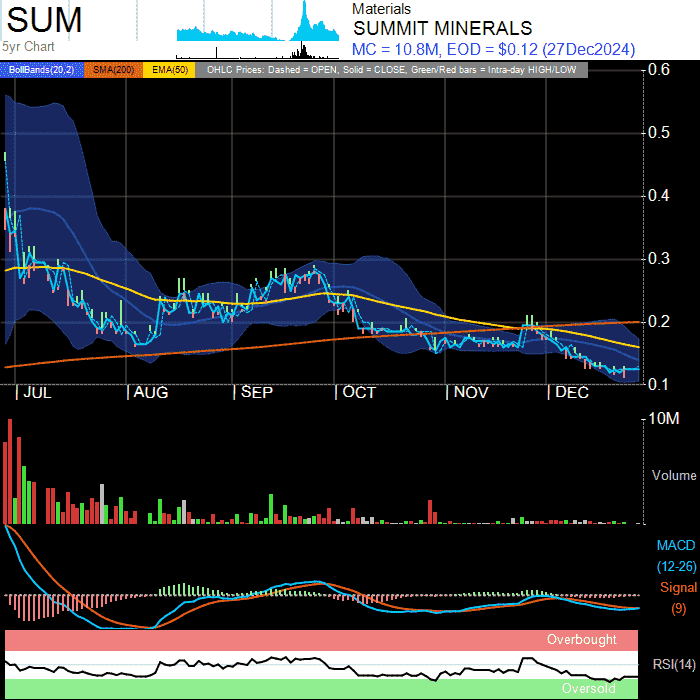 SUM
5yr Chart
Materials
SUMMIT MINERALS
MC = 10.8M, EOD = $0.12 (27Dec2024)
BollBands(20,2) SMA(200) EMA(50) OHLC Prices: Dashed = OPEN, Solid = CLOSE, Green/Red bars = Intra-day HIGH/LOW
0.6
0.5
0.4
0.3
0.2
0.1
JUL AUG SEP OCT NOV DEC
10M
Volume
MACD
(12-26)
Signal
(9)
Overbought
RSI(14)
Oversold